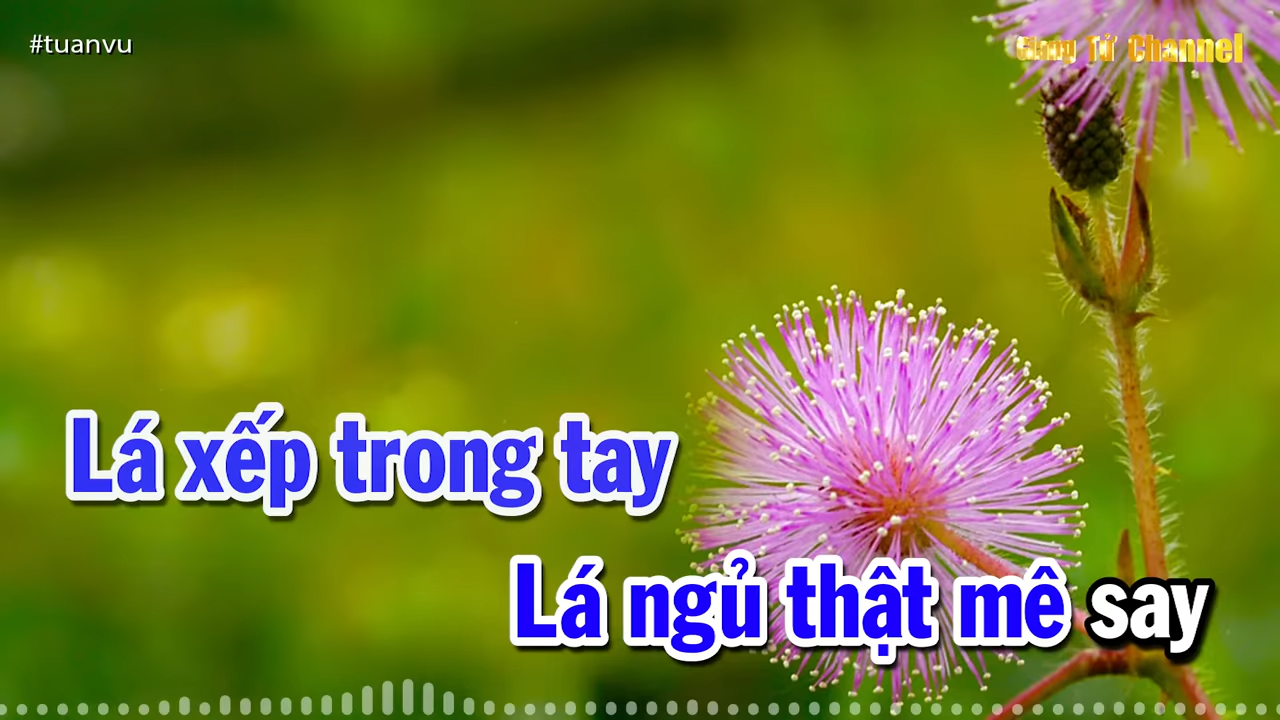 #tuanvu
Giang Tử Channel
Lá xếp trong tay
Lá ngủ thật mê say